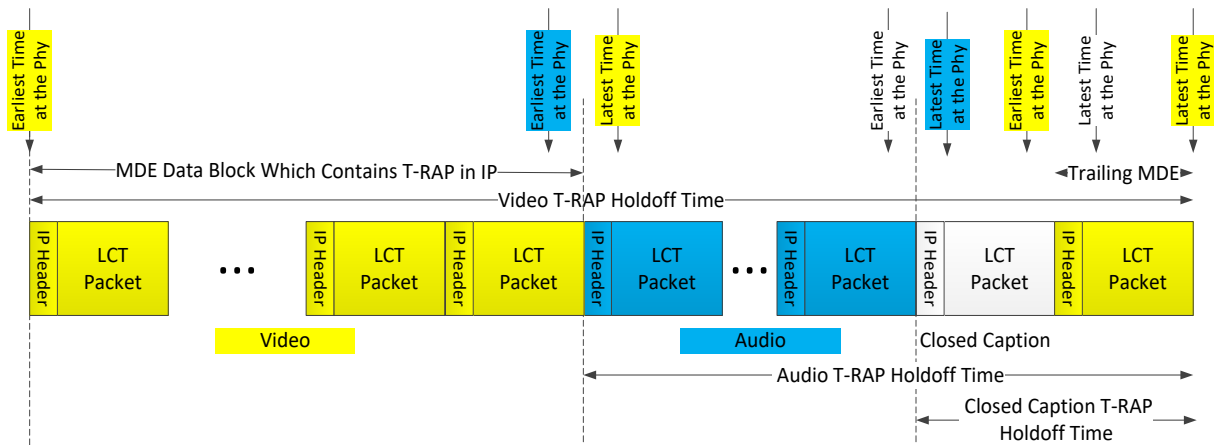 Earliest Time
at the Phy
Earliest Time
at the Phy
Latest Time
at the Phy
Earliest Time
at the Phy
Latest Time
at the Phy
Earliest Time
at the Phy
Latest Time
at the Phy
Latest Time
at the Phy
MDE Data Block Which Contains T-RAP in IP
Trailing MDE
Video T-RAP Holdoff Time
IP Header
LCT
Packet
...
IP Header
LCT
Packet
IP Header
LCT
Packet
IP Header
LCT
Packet
...
IP Header
LCT
Packet
IP Header
LCT
Packet
IP Header
LCT
Packet
Video
Audio
Closed Caption
Audio T-RAP Holdoff Time
Closed Caption T-RAP
Holdoff Time